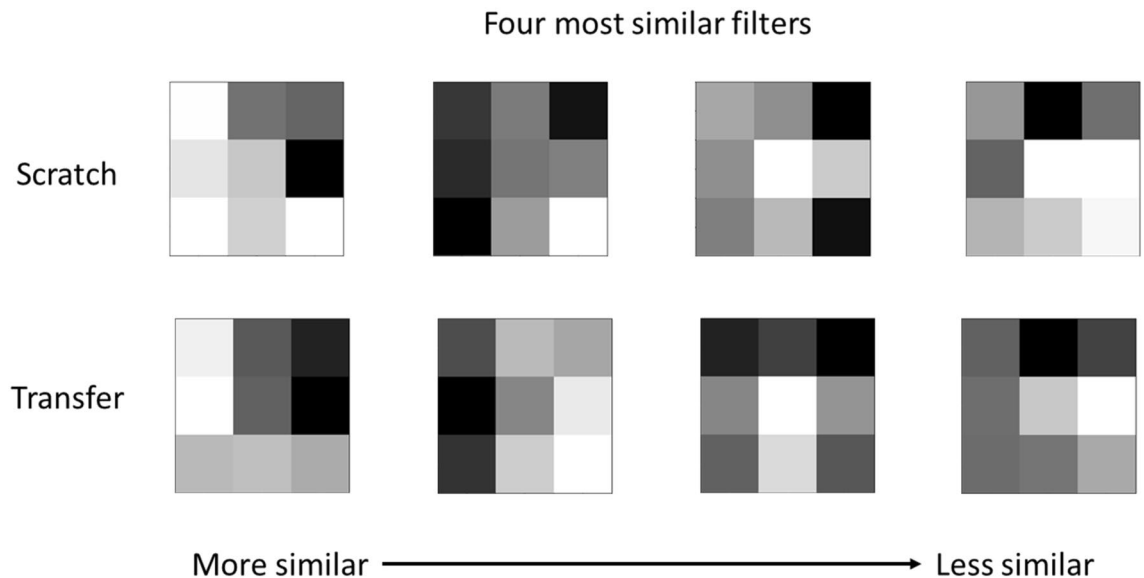 Four most similar filters
Scratch
Transfer
More similar
Less similar